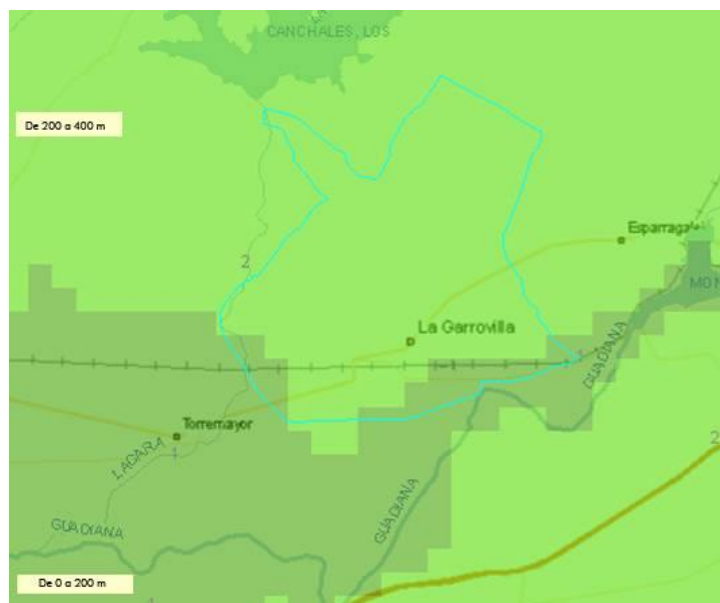 CANCHALES, LOS
De 200 a 400 m
2
La Garrovilla
Torremayor
LACARA
GUADIANA
GUADIANA
GUADIANA
2
De 0 a 200 m